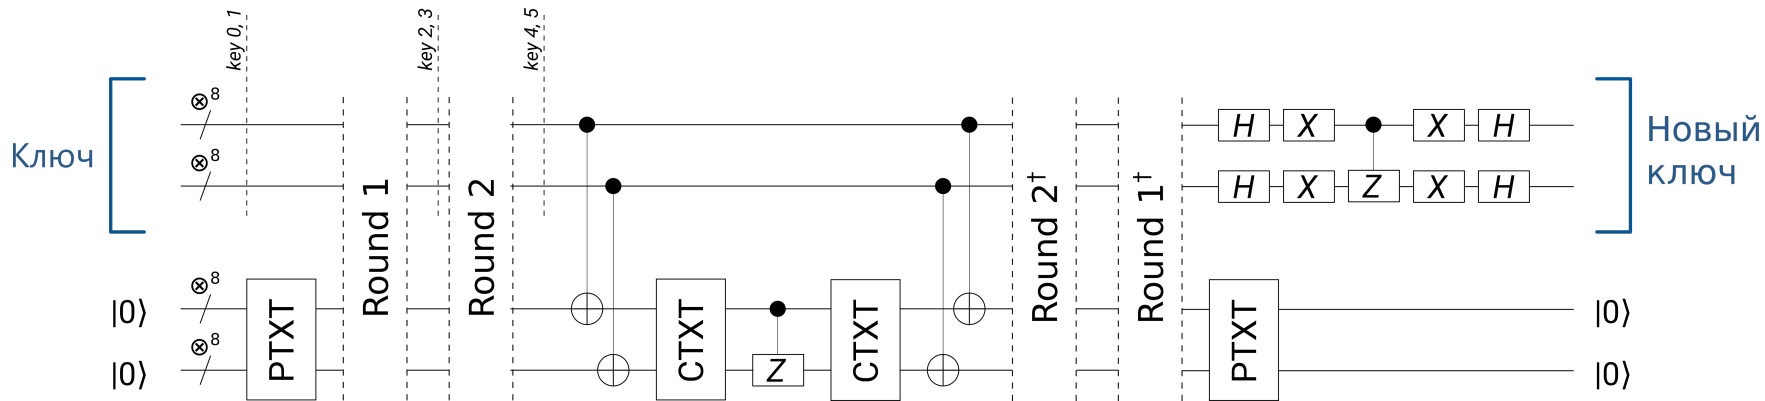 key 0, 1
key 2, 3
key 4, 5
Ключ
⊗8
⊗8
Round 1
Round 2
Round 2†
Round 1†
H
X
X
H
H
X
Z
X
H
Новый
ключ
|0⟩
⊗8
|0⟩
⊗8
PTXT
CTXT
Z
CTXT
PTXT
|0⟩
|0⟩